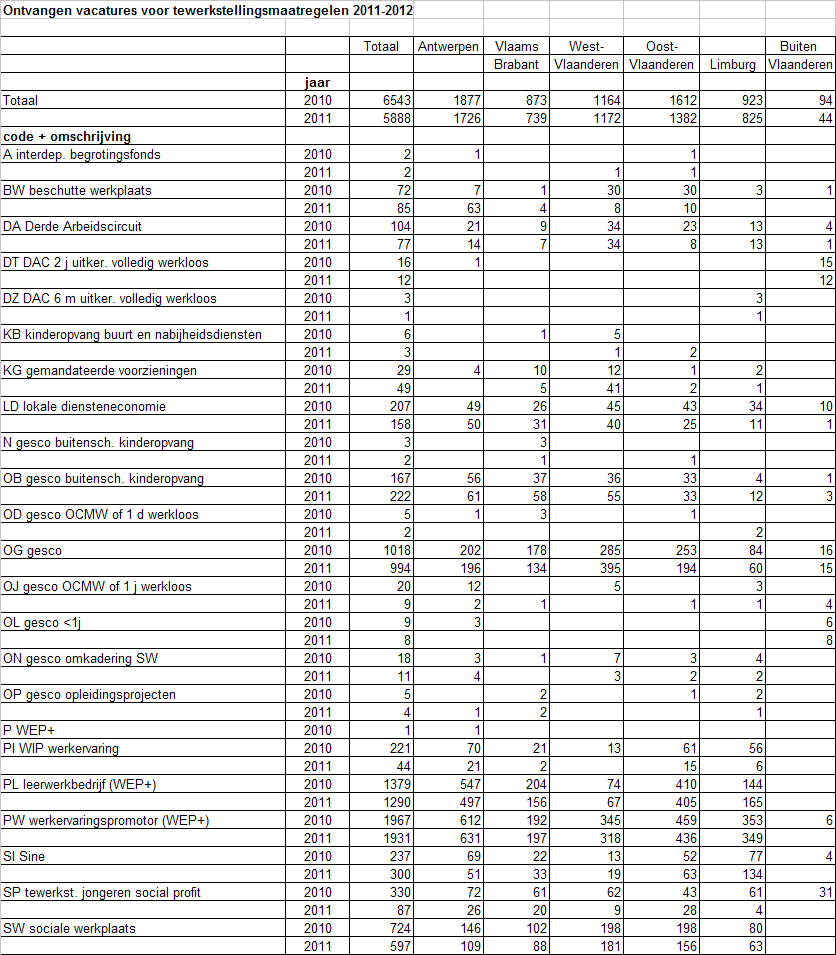 Ontvangen vacatures voor tewerkstellingsmaatregelen 2011-2012
Totaal Antwerpen Vlaams West- Oost- Buiten
Brabant Vlaanderen Vlaanderen Limburg Vlaanderen
jaar
Totaal 2010 6543 1877 873 1164 1612 923 94
2011 5888 1726 739 1172 1382 825 44
code + omschrijving
A interdep. begrotingsfonds 2010 2 1 1
2011 2 1 1
BW beschutte werkplaats 2010 72 7 1 30 30 3 1
2011 85 63 4 8 10
DA Derde Arbeidscircuit 2010 104 21 9 34 23 13 4
2011 77 14 7 34 8 13 1
DT DAC 2 j uitker. volledig werkloos 2010 16 1 15
2011 12 12
DZ DAC 6 m uitker. volledig werkloos 2010 3 3
2011 1 1
KB kinderopvang buurt en nabijheidsdiensten 2010 6 1 5
2011 3 1 2
KG gemandateerde voorzieningen 2010 29 4 10 12 1 2
2011 49 5 41 2 1
LD lokale diensteneconomie 2010 207 49 26 45 43 34 10
2011 158 50 31 40 25 11 1
N gesco buitensch. kinderopvang 2010 3 3
2011 2 1 1
OB gesco buitensch. kinderopvang 2010 167 56 37 36 33 4 1
2011 222 61 58 55 33 12 3
OD gesco OCMW of 1 d werkloos 2010 5 1 3 1
2011 2 2
OG gesco 2010 1018 202 178 285 253 84 16
2011 994 196 134 395 194 60 15
OJ gesco OCMW of 1 j werkloos 2010 20 12 5 3
2011 9 2 1 1 1 4
OL gesco <1j 2010 9 3 6
2011 8 8
ON gesco omkadering SW 2010 18 3 1 7 3 4
2011 11 4 3 2 2
OP gesco opleidingsprojecten 2010 5 2 1 2
2011 4 1 2 1
P WEP+ 2010 1 1
PI WIP werkervaring 2010 221 70 21 13 61 56
2011 44 21 2 15 6
PL leerwerkbedrijf (WEP+) 2010 1379 547 204 74 410 144
2011 1290 497 156 67 405 165
PW werkervaringspromotor (WEP+) 2010 1967 612 192 345 459 353 6
2011 1931 631 197 318 436 349
SI Sine 2010 237 69 22 13 52 77 4
2011 300 51 33 19 63 134
SP tewerkst. jongeren social profit 2010 330 72 61 62 43 61 31
2011 87 26 20 9 28 4
SW sociale werkplaats 2010 724 146 102 198 198 80
2011 597 109 88 181 156 63